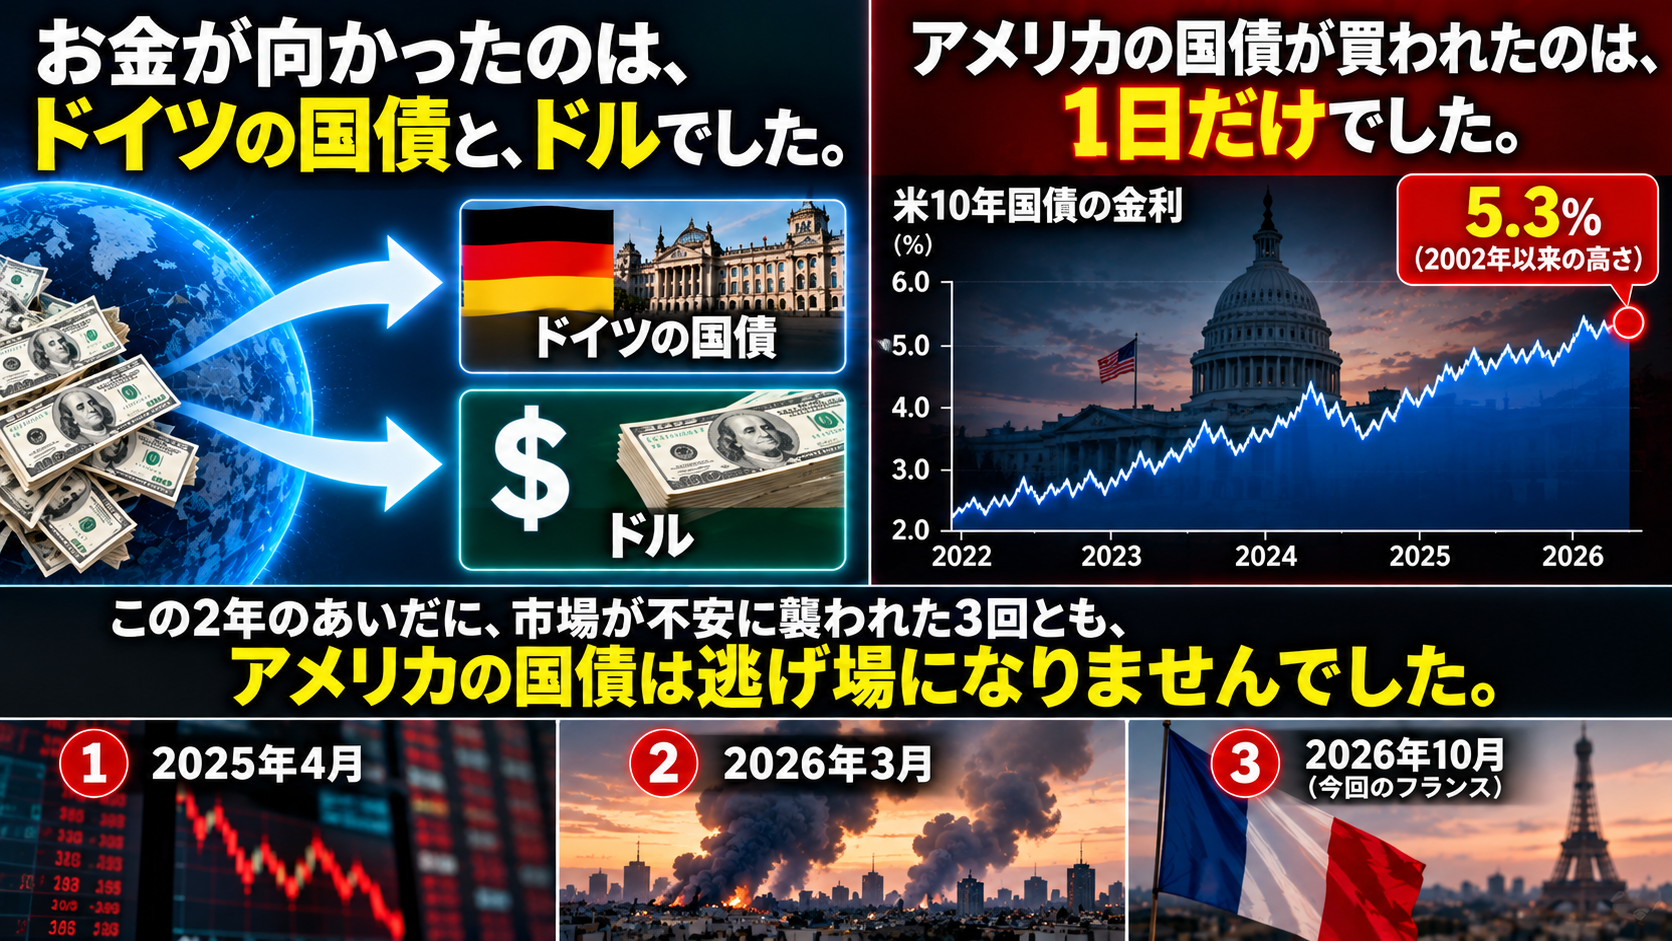 お金が向かったのは、
ドイツの国債と、ドルでした。
ドイツの国債
$
ドル
アメリカの国債が買われたのは、
1日だけでした。
米10年国債の金利
(%)
5.3%
(2002年以来の高さ)
6.0
5.0
4.0
3.0
2.0
2022 2023 2024 2025 2026
この2年のあいだに、市場が不安に襲われた3回とも、
アメリカの国債は逃げ場になりませんでした。
1 2025年4月
2 2026年3月
3 2026年10月
(今回のフランス)